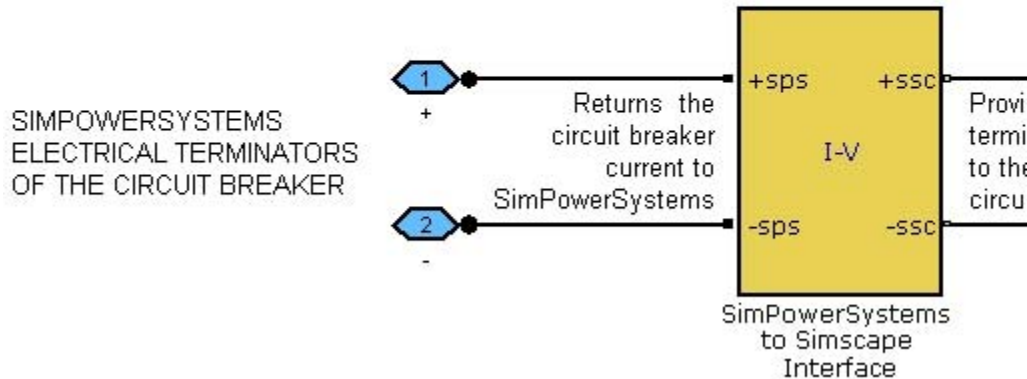 SIMPOWERSYSTEMS
ELECTRICAL TERMINATORS
OF THE CIRCUIT BREAKER
1
+
2
-
Returns the
circuit breaker
current to
SimPowerSystems
+sps +ssc
I-V
-sps -ssc
SimPowerSystems
to Simscape
Interface
to